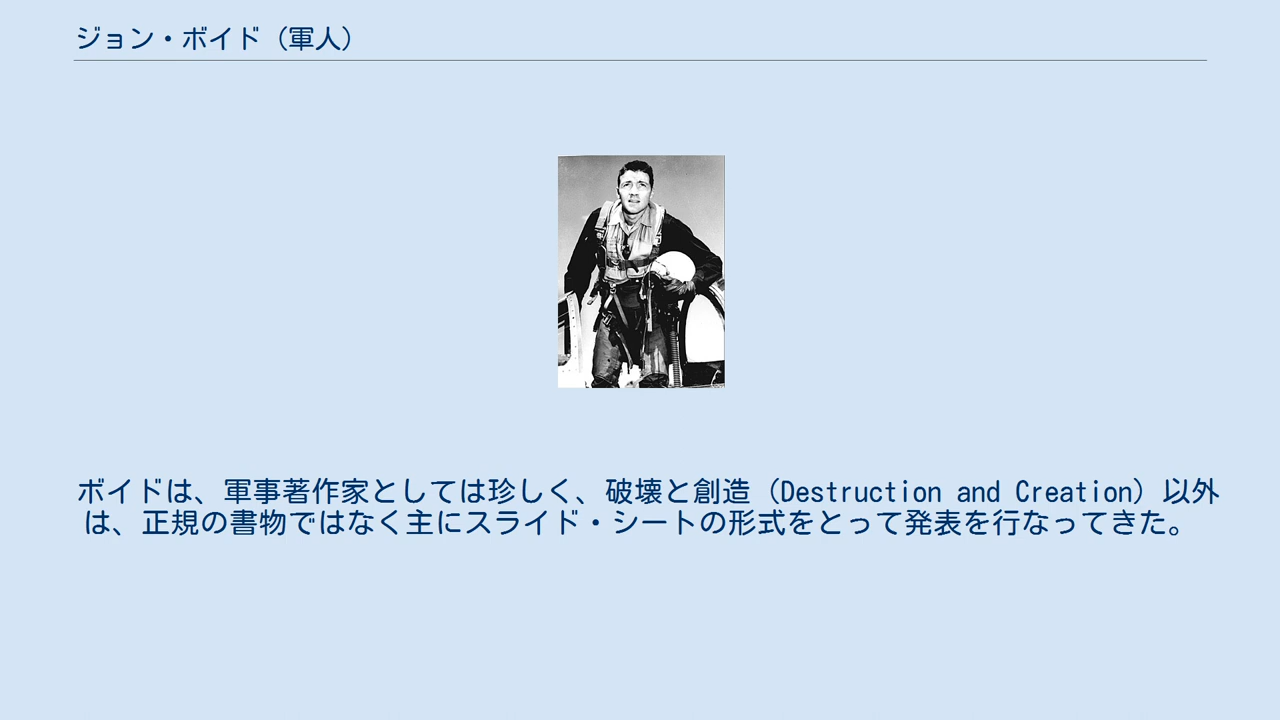 ジョン・ボイド（軍人）
ボイドは、軍事著作家としては珍しく、破壊と創造（Destruction and Creation）以外
は、正規の書物ではなく主にスライド・シートの形式をとって発表を行なってきた。